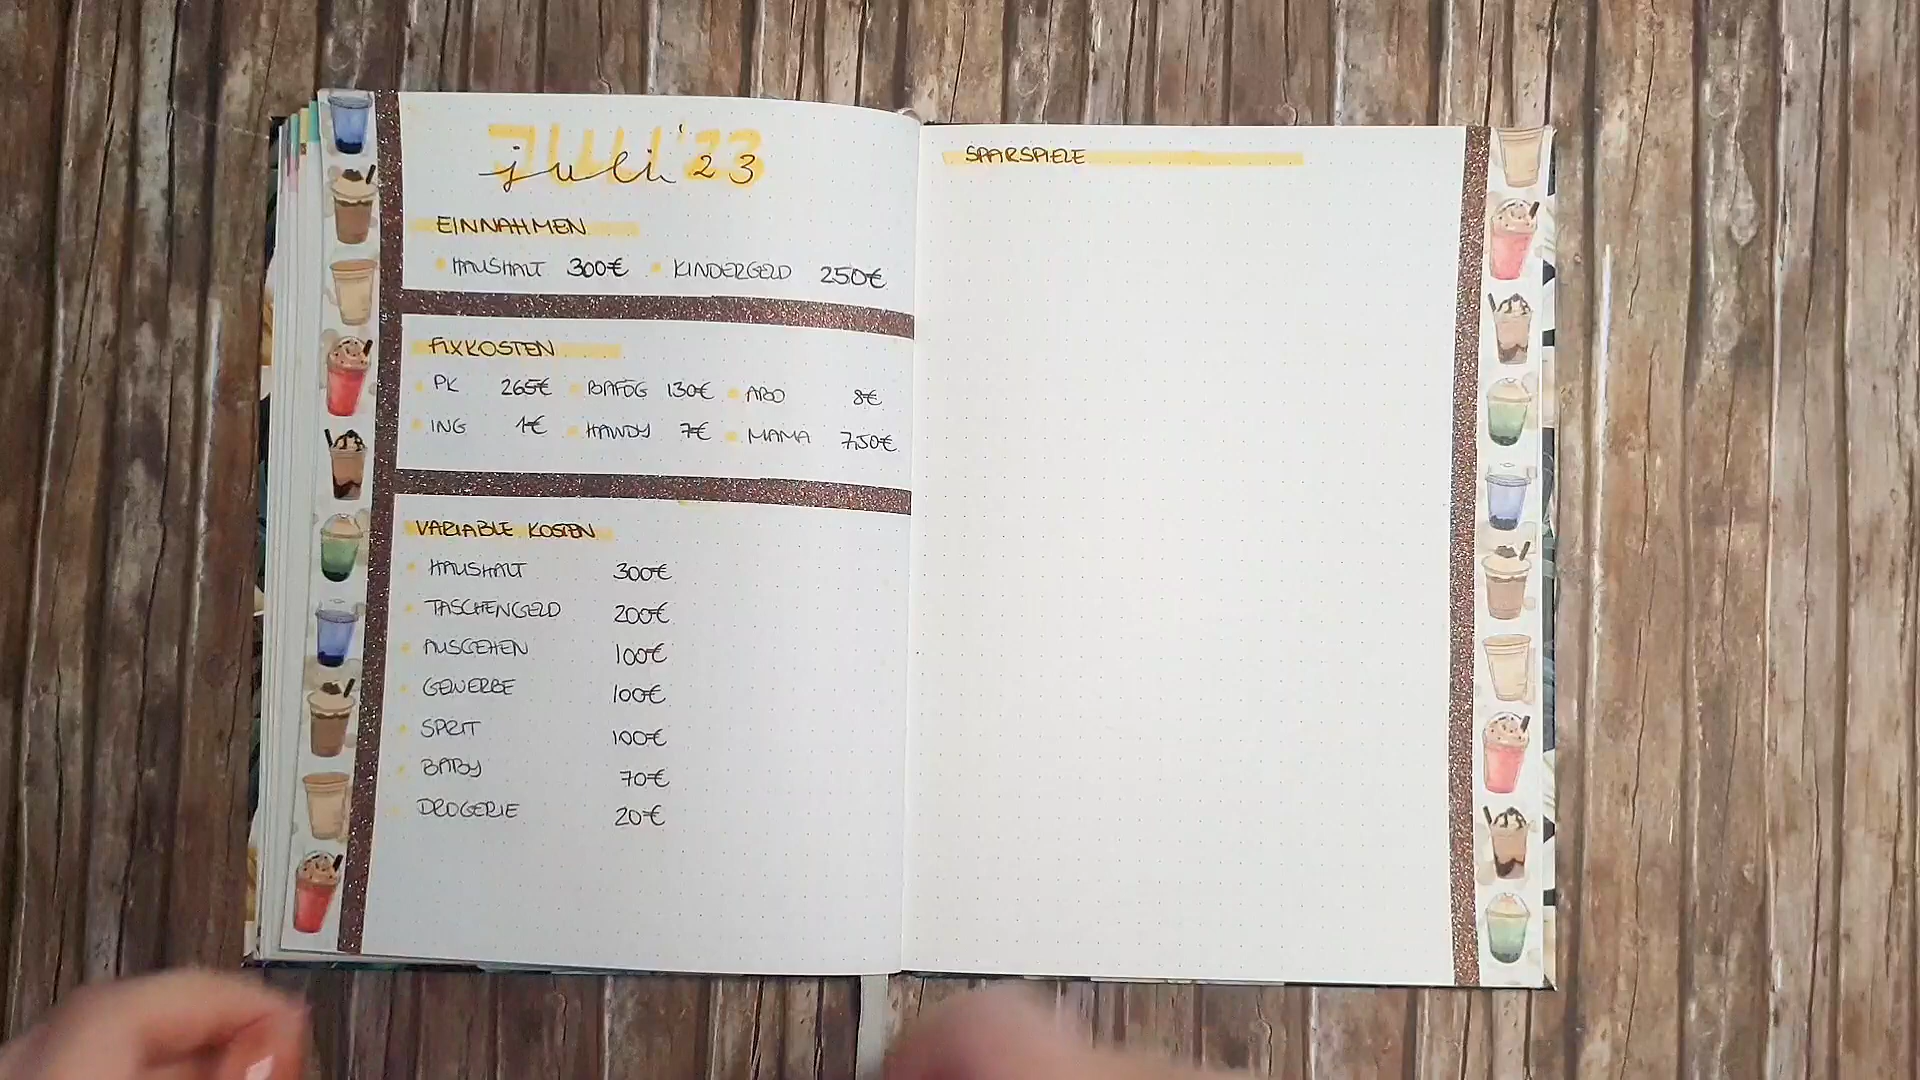 JULI '23
juli '23
EINNAHMEN
HAUSHALT 300€ KINDERGELD 250€
FIXKOSTEN
PK 265€ BAFÖG 130€ ABO 8€
ING 1€ HANDY 7€ MAMA 7,50€
VARIABLE KOSTEN
HAUSHALT 300€
TASCHENGELD 200€
AUSGEHEN 100€
GEWERBE 100€
SPRIT 100€
BABY 70€
DROGERIE 20€
SPARSPIELE